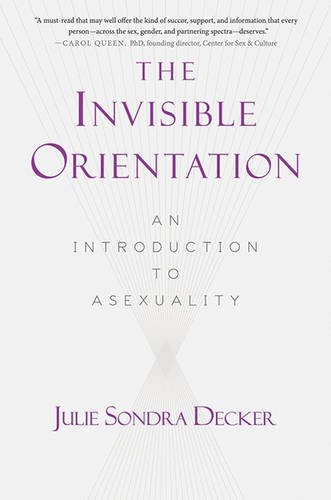 "A must-read that may well offer the kind of succor, support, and information that every
person—across the sex, gender, and partnering spectra—deserves."
—CAROL QUEEN, PhD, founding director, Center for Sex & Culture
THE
INVISIBLE
ORIENTATION
AN
INTRODUCTION
TO
ASEXUALITY
JULIE SONDRA DECKER